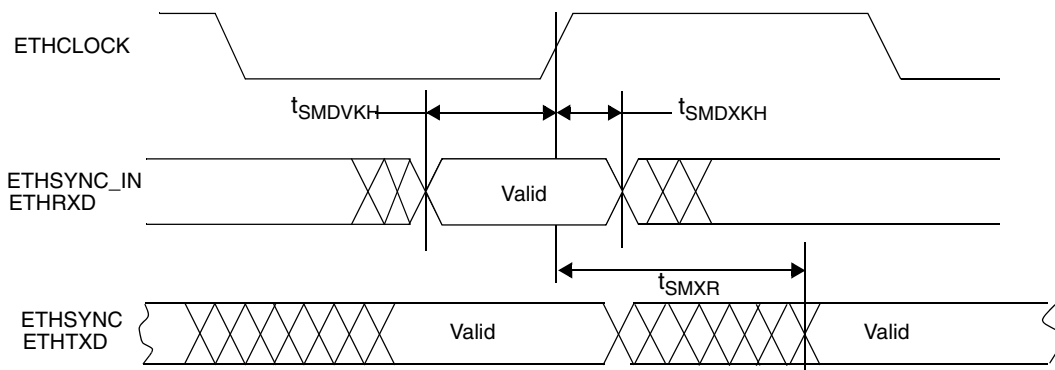 ETHCLOCK
tSMDVKH
tSMDXKH
ETHSYNC_IN
ETHRXD
Valid
tSMXR
ETHSYNC
ETHTXD
Valid
Valid